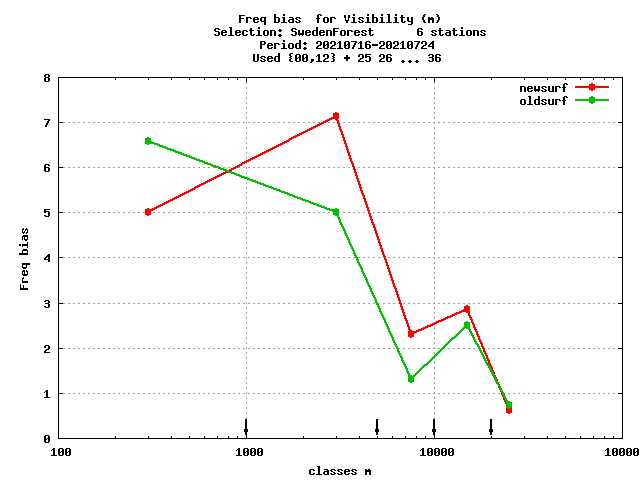 Freq bias  for Visibility (m)
Selection: SwedenForest      6 stations
Period: 20210716-20210724
Used {00,12} + 25 26 ... 36
newsurf
oldsurf
8
7
6
5
4
3
2
1
0
Freq bias
100 1000 10000 10000
classes m